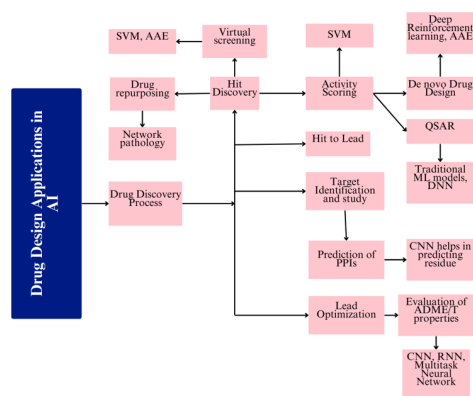 Drug Design Applications in
AI
Drug Discovery
Process
SVM, AAE
Virtual
screening
Drug
repurposing
Network
pathology
Hit
Discovery
SVM
Activity
Scoring
Deep
Reinforcement
learning, AAE
De novo Drug
Design
QSAR
Traditional
ML models,
DNN
Hit to Lead
Target
Identification
and study
Prediction of
PPIs
CNN helps in
predicting
residue
Lead
Optimization
Evaluation of
ADME/T
properties
CNN, RNN,
Multitask
Neural
Network